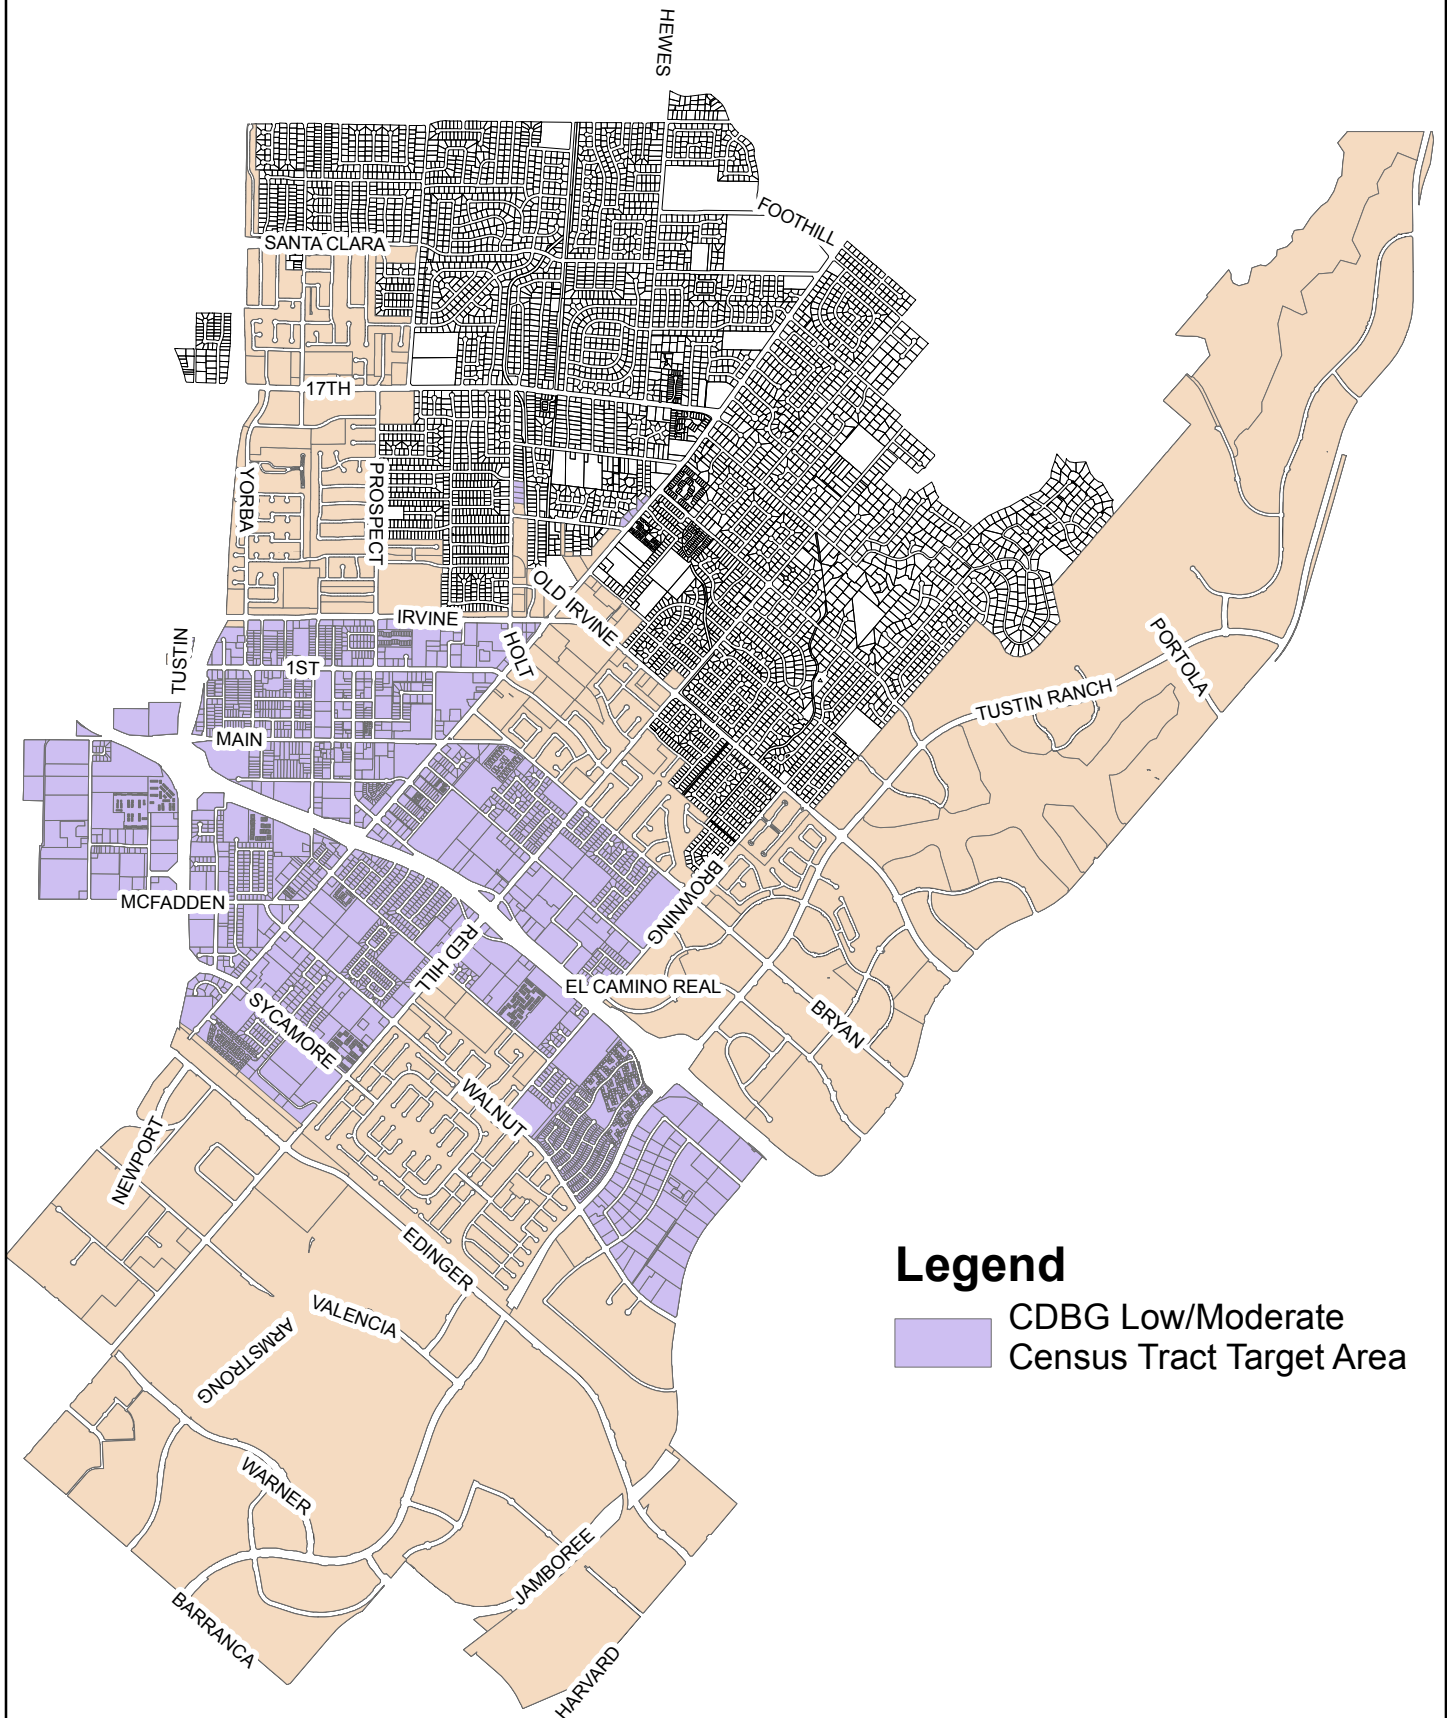 HEWES
FOOTHILL
SANTA CLARA
17TH
YORBA
PROSPECT
OLD IRVINE
IRVINE
HOLT
TUSTIN
1ST
PORTOLA
TUSTIN RANCH
MAIN
MCFADDEN
BROWNING
RED HILL
EL CAMINO REAL
SYCAMORE
BRYAN
WALNUT
NEWPORT
EDINGER
Legend
VALENCIA
CDBG Low/Moderate
Census Tract Target Area
ARMSTRONG
WARNER
JAMBOREE
BARRANCA
HARVARD